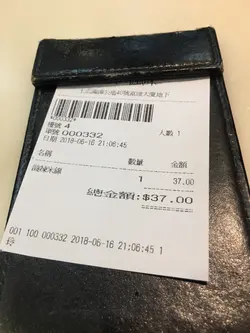 *000332*
檯號 4
單號 000332 人數 1
日期 2018-06-16 21:06:45
名稱 數量 金額
1 37.00
總金額:$37.00
001 100 000332 2018-06-16 21:06:45 1